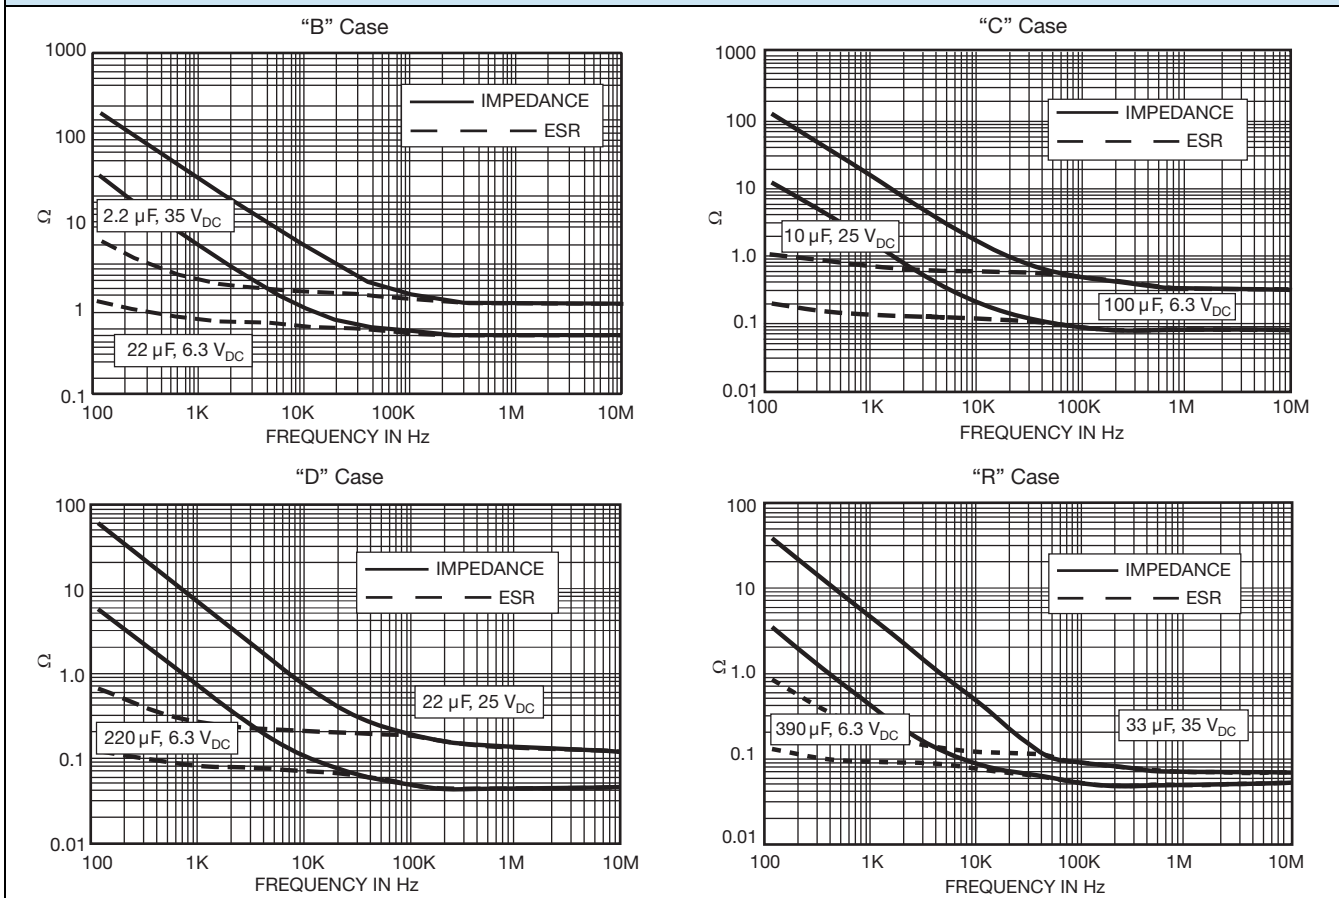 “B” Case
1000
100
10
1
0.1
Ω
IMPEDANCE
ESR
2.2 µF, 35 VDC
22 µF, 6.3 VDC
100 1K 10K 100K 1M 10M
FREQUENCY IN Hz
“C” Case
1000
100
10
1.0
0.1
0.01
Ω
IMPEDANCE
ESR
10 µF, 25 VDC
100 µF, 6.3 VDC
100 1K 10K 100K 1M 10M
FREQUENCY IN Hz
“D” Case
100
10
1.0
0.1
0.01
Ω
IMPEDANCE
ESR
22 µF, 25 VDC
220 µF, 6.3 VDC
100 1K 10K 100K 1M 10M
FREQUENCY IN Hz
“R” Case
100
10
1.0
0.1
0.01
Ω
IMPEDANCE
ESR
390 µF, 6.3 VDC
33 µF, 35 VDC
100 1K 10K 100K 1M 10M
FREQUENCY IN Hz